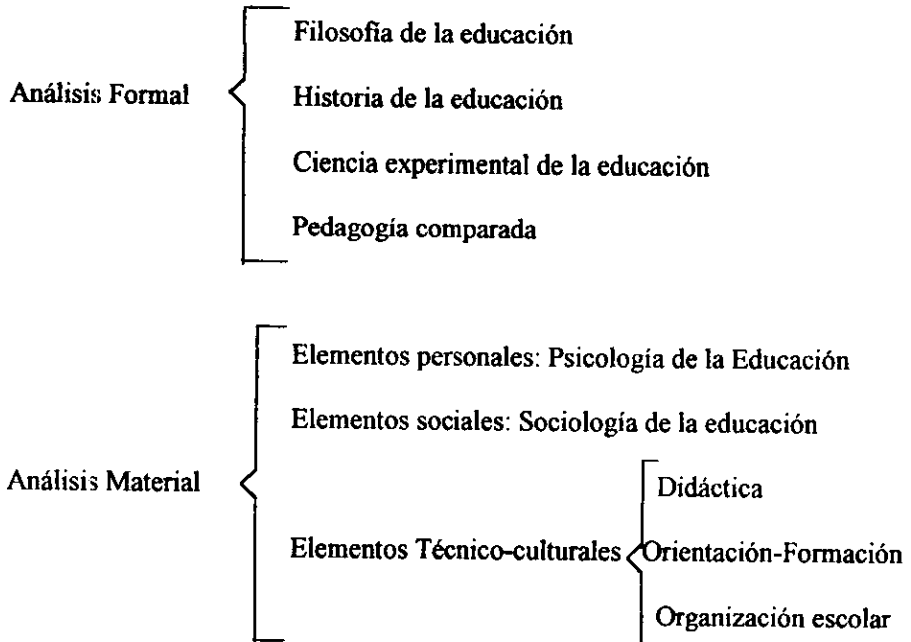 Análisis Formal
Filosofía de la educación
Historia de la educación
Ciencia experimental de la educación
Pedagogía comparada
Análisis Material
Elementos personales: Psicología de la Educación
Elementos sociales: Sociología de la educación
Elementos Técnico-culturales
Didáctica
Orientación-Formación
Organización escolar